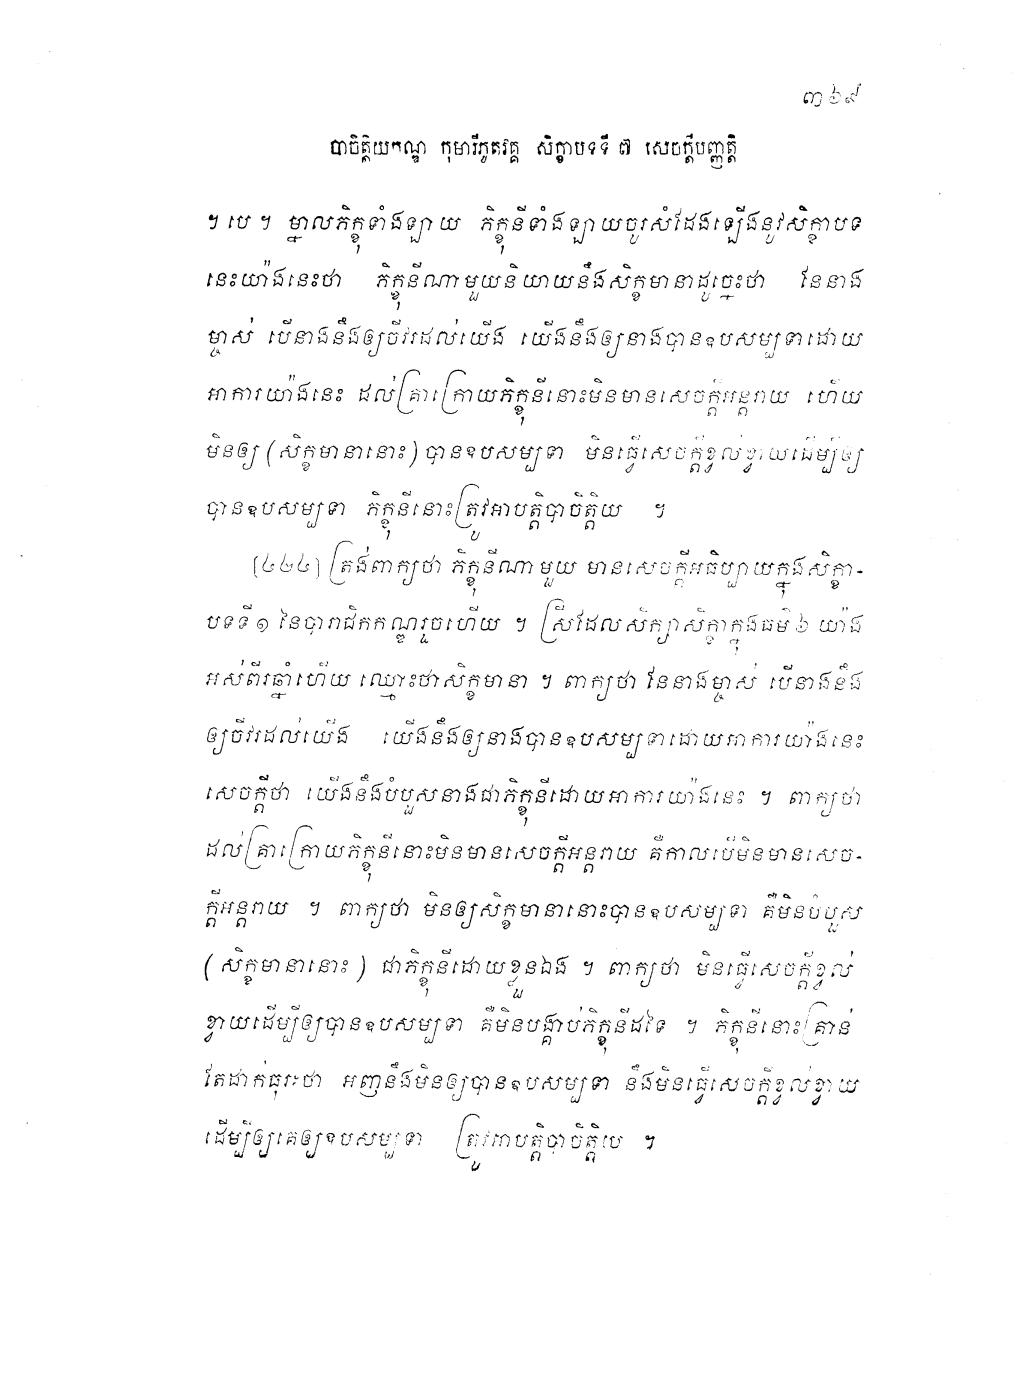 ៣៦៩
បាចិត្តិយកណ្ឌ កុមារីភូតវគ្គ សិក្ខាបទទី ៧ សេចក្តីបញ្ញត្តិ
។ បេ ។ ម្នាលភិក្ខុទាំងឡាយ ភិក្ខុនីទាំងឡាយចូរសំដែងឡើងនូវសិក្ខាបទ
នេះយ៉ាងនេះថា ភិក្ខុនីណាមួយនិយាយនឹងសិក្ខមានាដូច្នេះថា នែនាង
ម្ចាស់ បើនាងនឹងឲ្យចីវរដល់យើង យើងនឹងឲ្យនាងបានឧបសម្បទាដោយ
អាការយ៉ាងនេះ ដល់គ្រាក្រោយភិក្ខុនីនោះមិនមានសេចក្តីអន្តរាយ ហើយ
មិនឲ្យ (សិក្ខមានានោះ) បានឧបសម្បទា មិនធ្វើសេចក្តីខ្វល់ខ្វាយដើម្បីឲ្យ
បានឧបសម្បទា ភិក្ខុនីនោះត្រូវអាបត្តិបាចិត្តិយ ។
[៤៤៤] ត្រង់ពាក្យថា ភិក្ខុនីណាមួយ មានសេចក្តីអធិប្បាយក្នុងសិក្ខា-
បទទី ១ នៃបារាជិកកណ្ឌរួចហើយ ។ ស្រីដែលសិក្សាសិក្ខាក្នុងធម៌ ៦ យ៉ាង
អស់ពីរឆ្នាំហើយ ឈ្មោះថាសិក្ខមានា ។ ពាក្យថា នែនាងម្ចាស់ បើនាងនឹង
ឲ្យចីវរដល់យើង យើងនឹងឲ្យនាងបានឧបសម្បទាដោយអាការយ៉ាងនេះ
សេចក្តីថា យើងនឹងបំបួសនាងជាភិក្ខុនីដោយអាការយ៉ាងនេះ ។ ពាក្យថា
ដល់គ្រាក្រោយភិក្ខុនីនោះមិនមានសេចក្តីអន្តរាយ គឺកាលបើមិនមានសេច-
ក្តីអន្តរាយ ។ ពាក្យថា មិនឲ្យសិក្ខមានានោះបានឧបសម្បទា គឺមិនបំបួស
(សិក្ខមានានោះ) ជាភិក្ខុនីដោយខ្លួនឯង ។ ពាក្យថា មិនធ្វើសេចក្តីខ្វល់
ខ្វាយដើម្បីឲ្យបានឧបសម្បទា គឺមិនបង្គាប់ភិក្ខុនីដទៃ ។ ភិក្ខុនីនោះគ្រាន់
តែដាក់ធុរៈថា អញនឹងមិនឲ្យបានឧបសម្បទា នឹងមិនធ្វើសេចក្តីខ្វល់ខ្វាយ
ដើម្បីឲ្យគេឲ្យឧបសម្បទា ត្រូវអាបត្តិបាចិត្តិយ ។